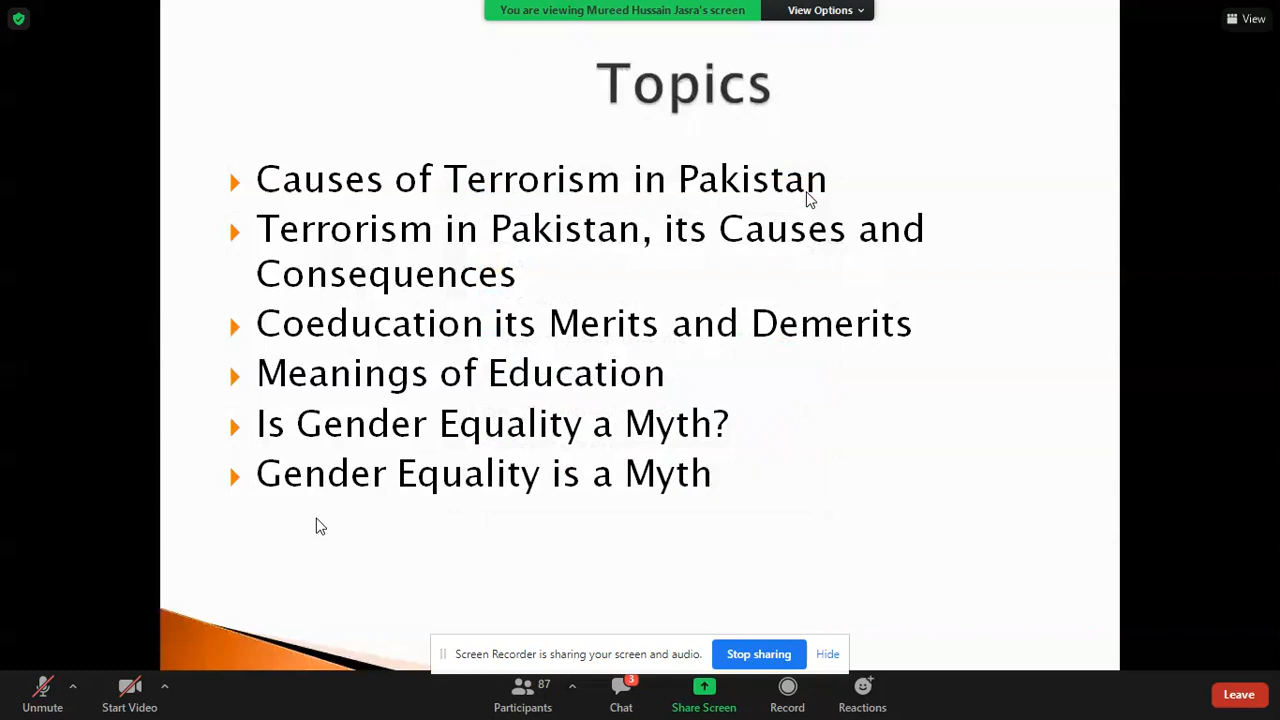 You are viewing Mureed Hussain Jasra's screen
View Options
View
Topics
Causes of Terrorism in Pakistan
Terrorism in Pakistan, its Causes and
Consequences
Coeducation its Merits and Demerits
Meanings of Education
Is Gender Equality a Myth?
Gender Equality is a Myth
Screen Recorder is sharing your screen and audio.
Stop sharing
Hide
Unmute
Start Video
87
Participants
3
Chat
Share Screen
Record
Reactions
Leave